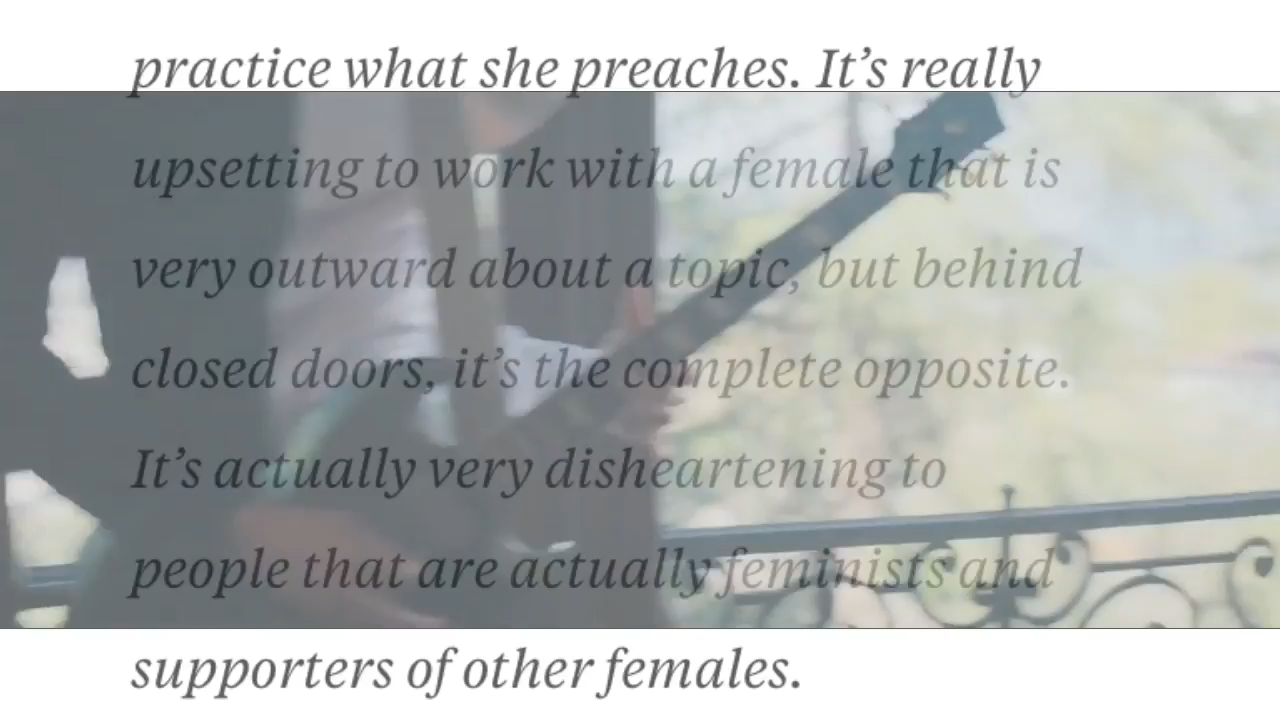 practice what she preaches. It’s really
upsetting to work with a female that is
very outward about a topic, but behind
closed doors, it’s the complete opposite.
It’s actually very disheartening to
people that are actually feminists and
supporters of other females.